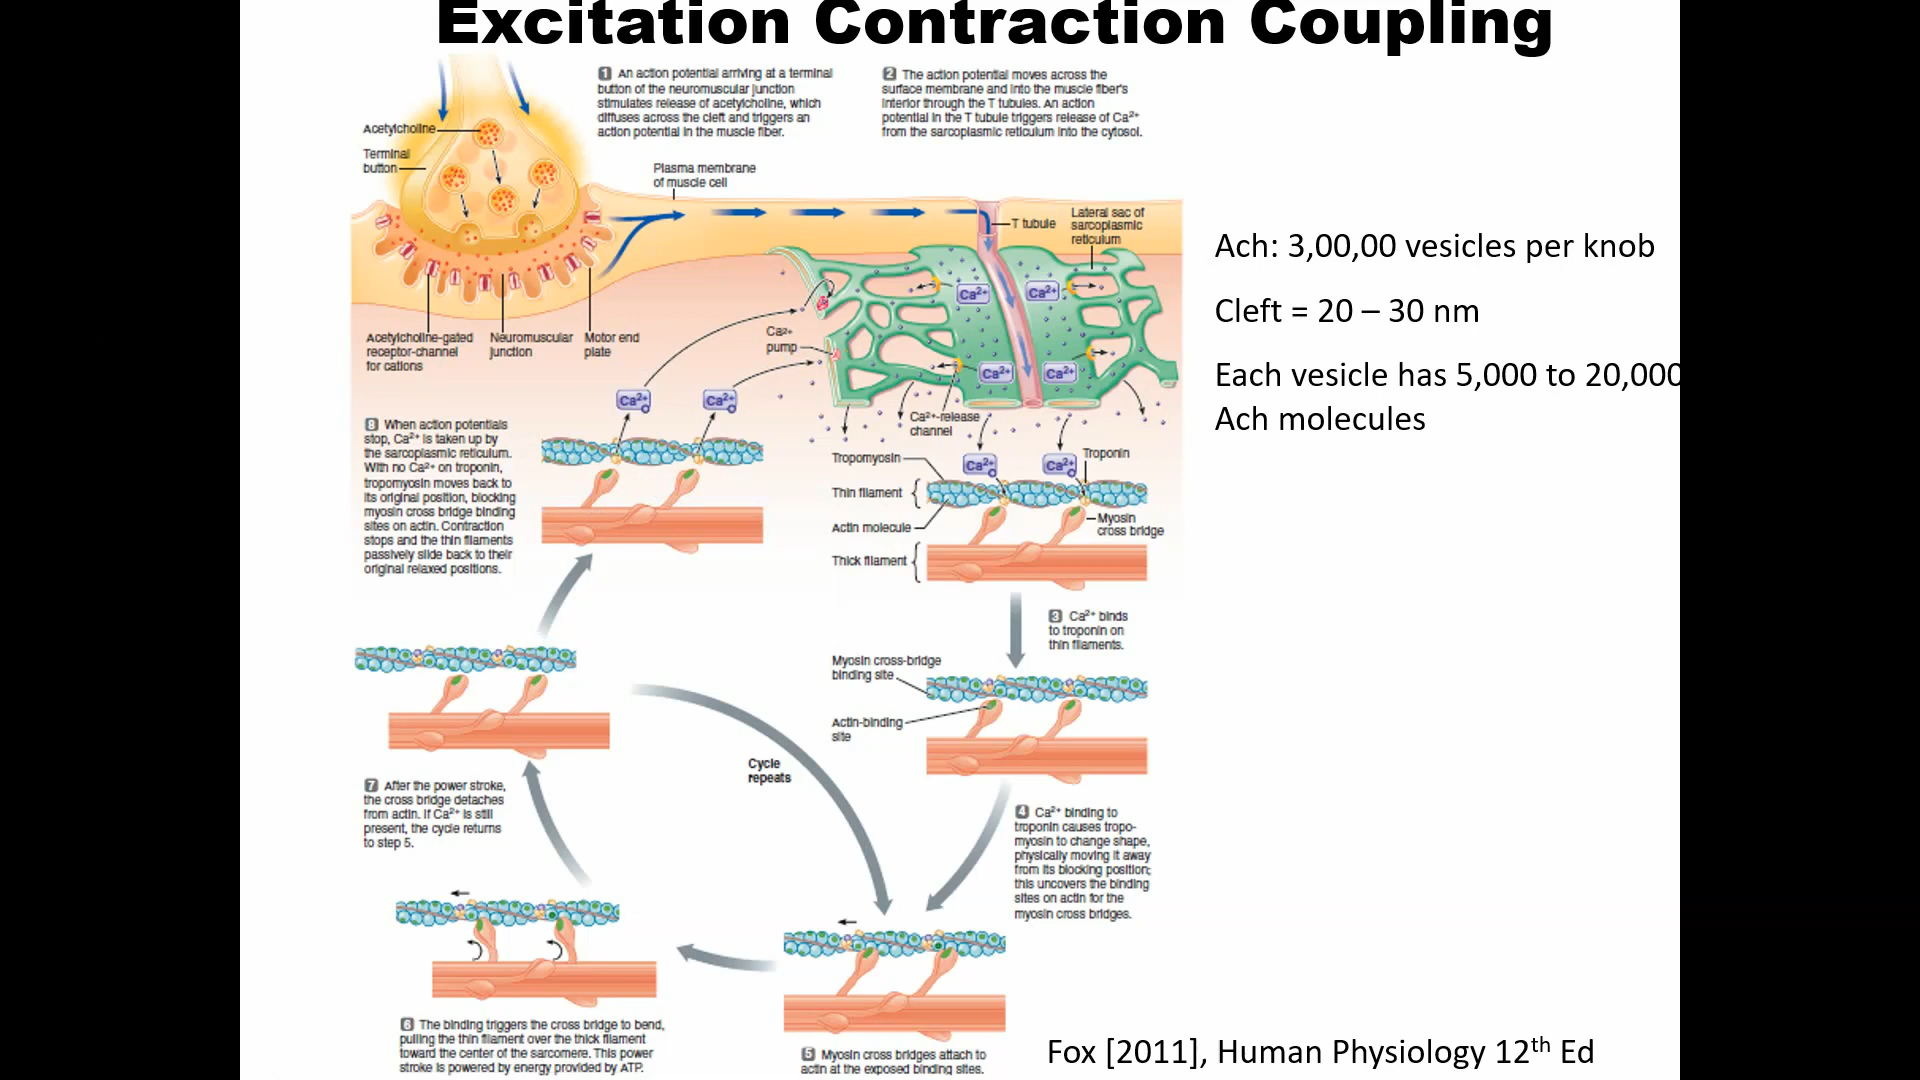 Excitation Contraction Coupling
1 An action potential arriving at a terminal
button of the neuromuscular junction
stimulates release of acetylcholine, which
diffuses across the cleft and triggers an
action potential in the muscle fiber.
2 The action potential moves across the
surface membrane and into the muscle fiber's
interior through the T tubules. An action
potential in the T tubule triggers release of Ca²⁺
from the sarcoplasmic reticulum into the cytosol.
Acetylcholine
Terminal
button
Plasma membrane
of muscle cell
T tubule
Lateral sac of
sarcoplasmic
reticulum
Ca²⁺
Ca²⁺
Ca²⁺
Ca²⁺
Acetylcholine-gated
receptor-channel
for cations
Neuromuscular
junction
Motor end
plate
Ca²⁺
pump
Ca²⁺
Ca²⁺
Ca²⁺-release
channel
Ca²⁺
Ca²⁺
Tropomyosin
Troponin
Thin filament
Actin molecule
Myosin
cross bridge
Thick filament
8 When action potentials
stop, Ca²⁺ is taken up by
the sarcoplasmic reticulum.
With no Ca²⁺ on troponin,
tropomyosin moves back to
its original position, blocking
myosin cross bridge binding
sites on actin. Contraction
stops and the thin filaments
passively slide back to their
original relaxed positions.
3 Ca²⁺ binds
to troponin on
thin filaments.
Myosin cross-bridge
binding site
Actin-binding
site
Cycle
repeats
7 After the power stroke,
the cross bridge detaches
from actin. If Ca²⁺ is still
present, the cycle returns
to step 5.
4 Ca²⁺ binding to
troponin causes tropo-
myosin to change shape,
physically moving it away
from its blocking position;
this uncovers the binding
sites on actin for the
myosin cross bridges.
6 The binding triggers the cross bridge to bend,
pulling the thin filament over the thick filament
toward the center of the sarcomere. This power
stroke is powered by energy provided by ATP.
5 Myosin cross bridges attach to
actin at the exposed binding sites.
Ach: 3,00,00 vesicles per knob
Cleft = 20 – 30 nm
Each vesicle has 5,000 to 20,000
Ach molecules
Fox [2011], Human Physiology 12th Ed